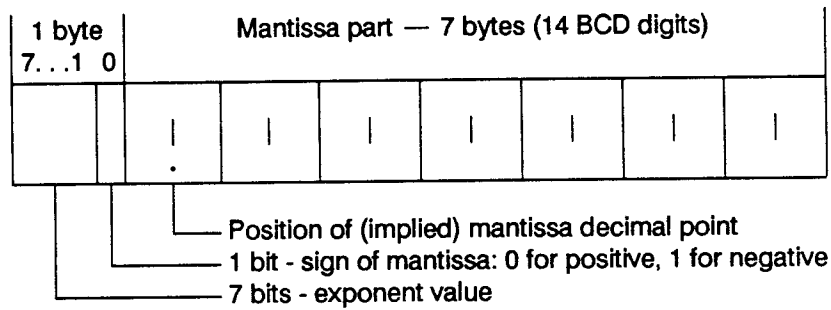 1 byte
Mantissa part — 7 bytes (14 BCD digits)
7...1 0
Position of (implied) mantissa decimal point
1 bit - sign of mantissa: 0 for positive, 1 for negative
7 bits - exponent value